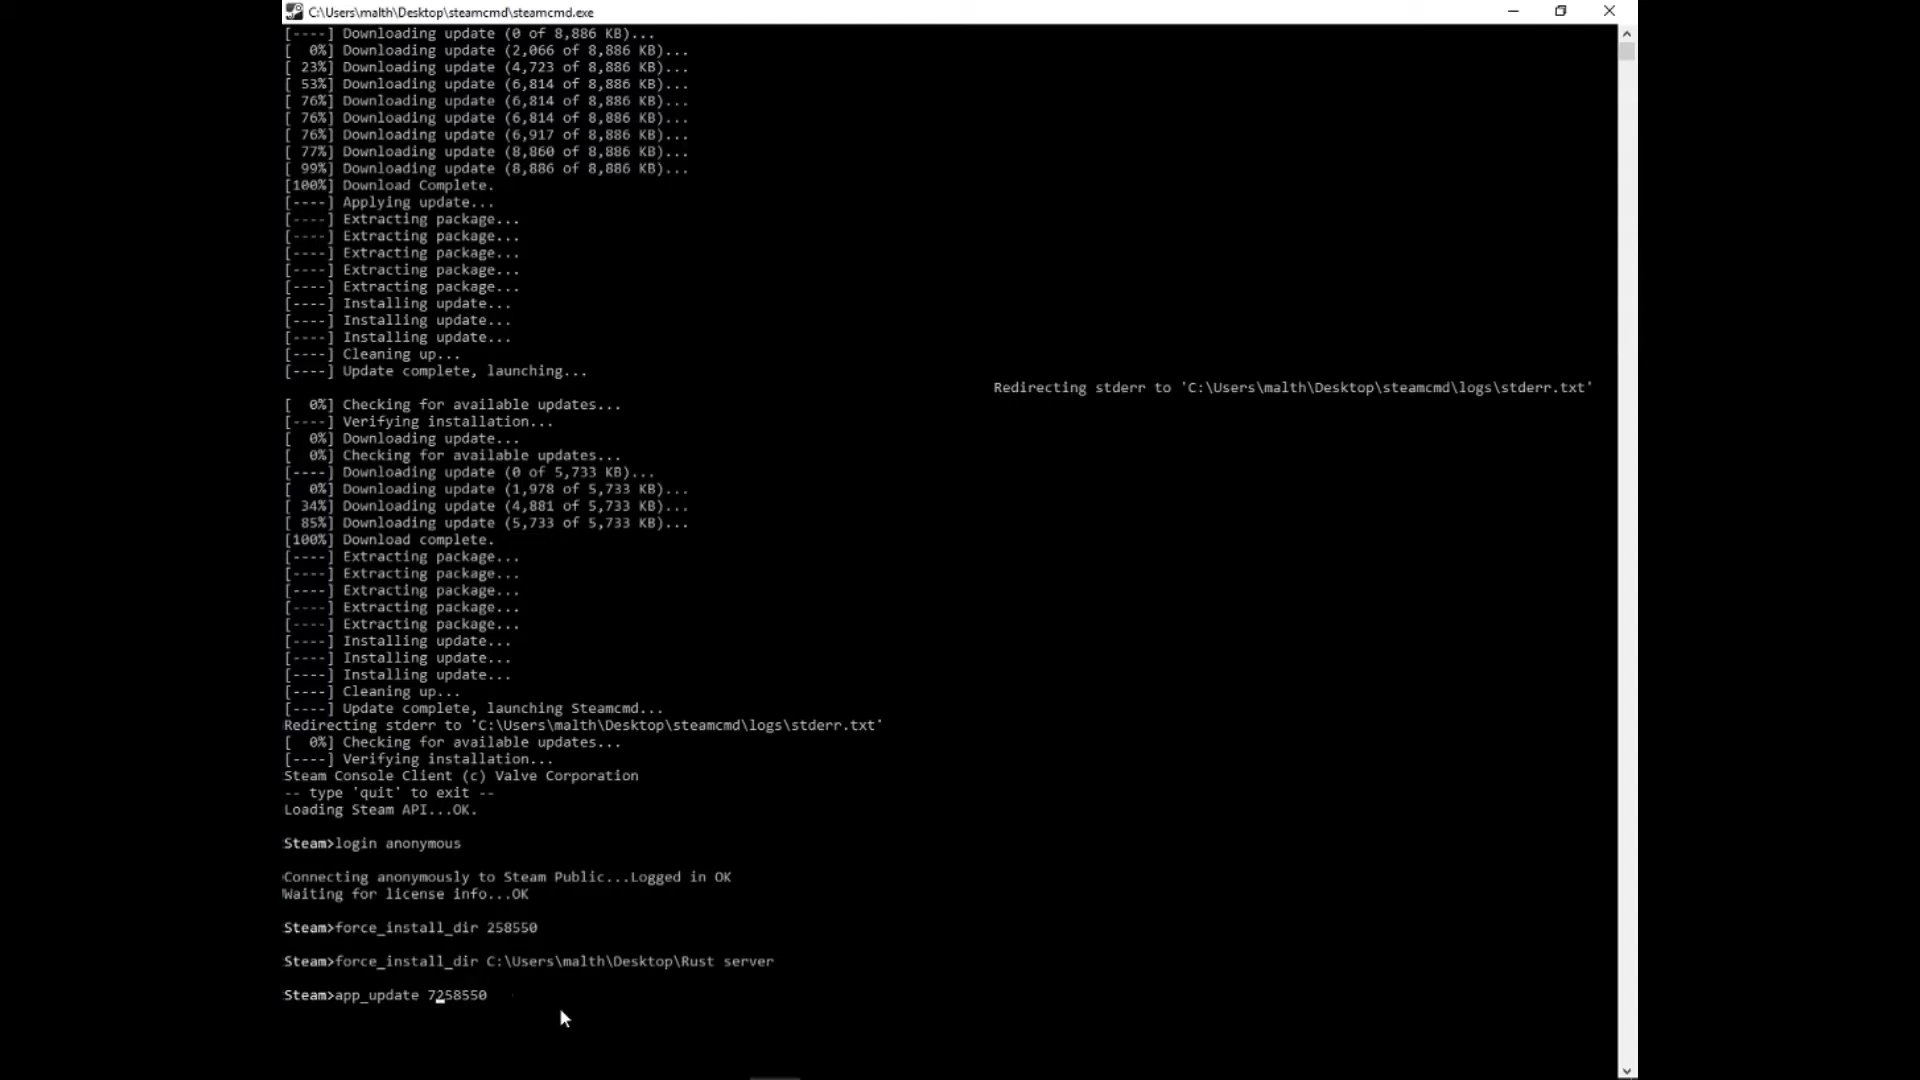 C:\Users\malth\Desktop\steamcmd\steamcmd.exe
[----] Downloading update (0 of 8,886 KB)...
[  0%] Downloading update (2,066 of 8,886 KB)...
[ 23%] Downloading update (4,723 of 8,886 KB)...
[ 53%] Downloading update (6,814 of 8,886 KB)...
[ 76%] Downloading update (6,814 of 8,886 KB)...
[ 76%] Downloading update (6,814 of 8,886 KB)...
[ 76%] Downloading update (6,917 of 8,886 KB)...
[ 77%] Downloading update (8,860 of 8,886 KB)...
[ 99%] Downloading update (8,886 of 8,886 KB)...
[100%] Download Complete.
[----] Applying update...
[----] Extracting package...
[----] Extracting package...
[----] Extracting package...
[----] Extracting package...
[----] Extracting package...
[----] Installing update...
[----] Installing update...
[----] Installing update...
[----] Cleaning up...
[----] Update complete, launching...
Redirecting stderr to 'C:\Users\malth\Desktop\steamcmd\logs\stderr.txt'
[  0%] Checking for available updates...
[----] Verifying installation...
[  0%] Downloading update...
[  0%] Checking for available updates...
[----] Downloading update (0 of 5,733 KB)...
[  0%] Downloading update (1,978 of 5,733 KB)...
[ 34%] Downloading update (4,881 of 5,733 KB)...
[ 85%] Downloading update (5,733 of 5,733 KB)...
[100%] Download complete.
[----] Extracting package...
[----] Extracting package...
[----] Extracting package...
[----] Extracting package...
[----] Extracting package...
[----] Installing update...
[----] Installing update...
[----] Installing update...
[----] Cleaning up...
[----] Update complete, launching Steamcmd...
Redirecting stderr to 'C:\Users\malth\Desktop\steamcmd\logs\stderr.txt'
[  0%] Checking for available updates...
[----] Verifying installation...
Steam Console Client (c) Valve Corporation
-- type 'quit' to exit --
Loading Steam API...OK.
Steam>login anonymous
Connecting anonymously to Steam Public...Logged in OK
Waiting for license info...OK
Steam>force_install_dir 258550
Steam>force_install_dir C:\Users\malth\Desktop\Rust server
Steam>app_update 7258550